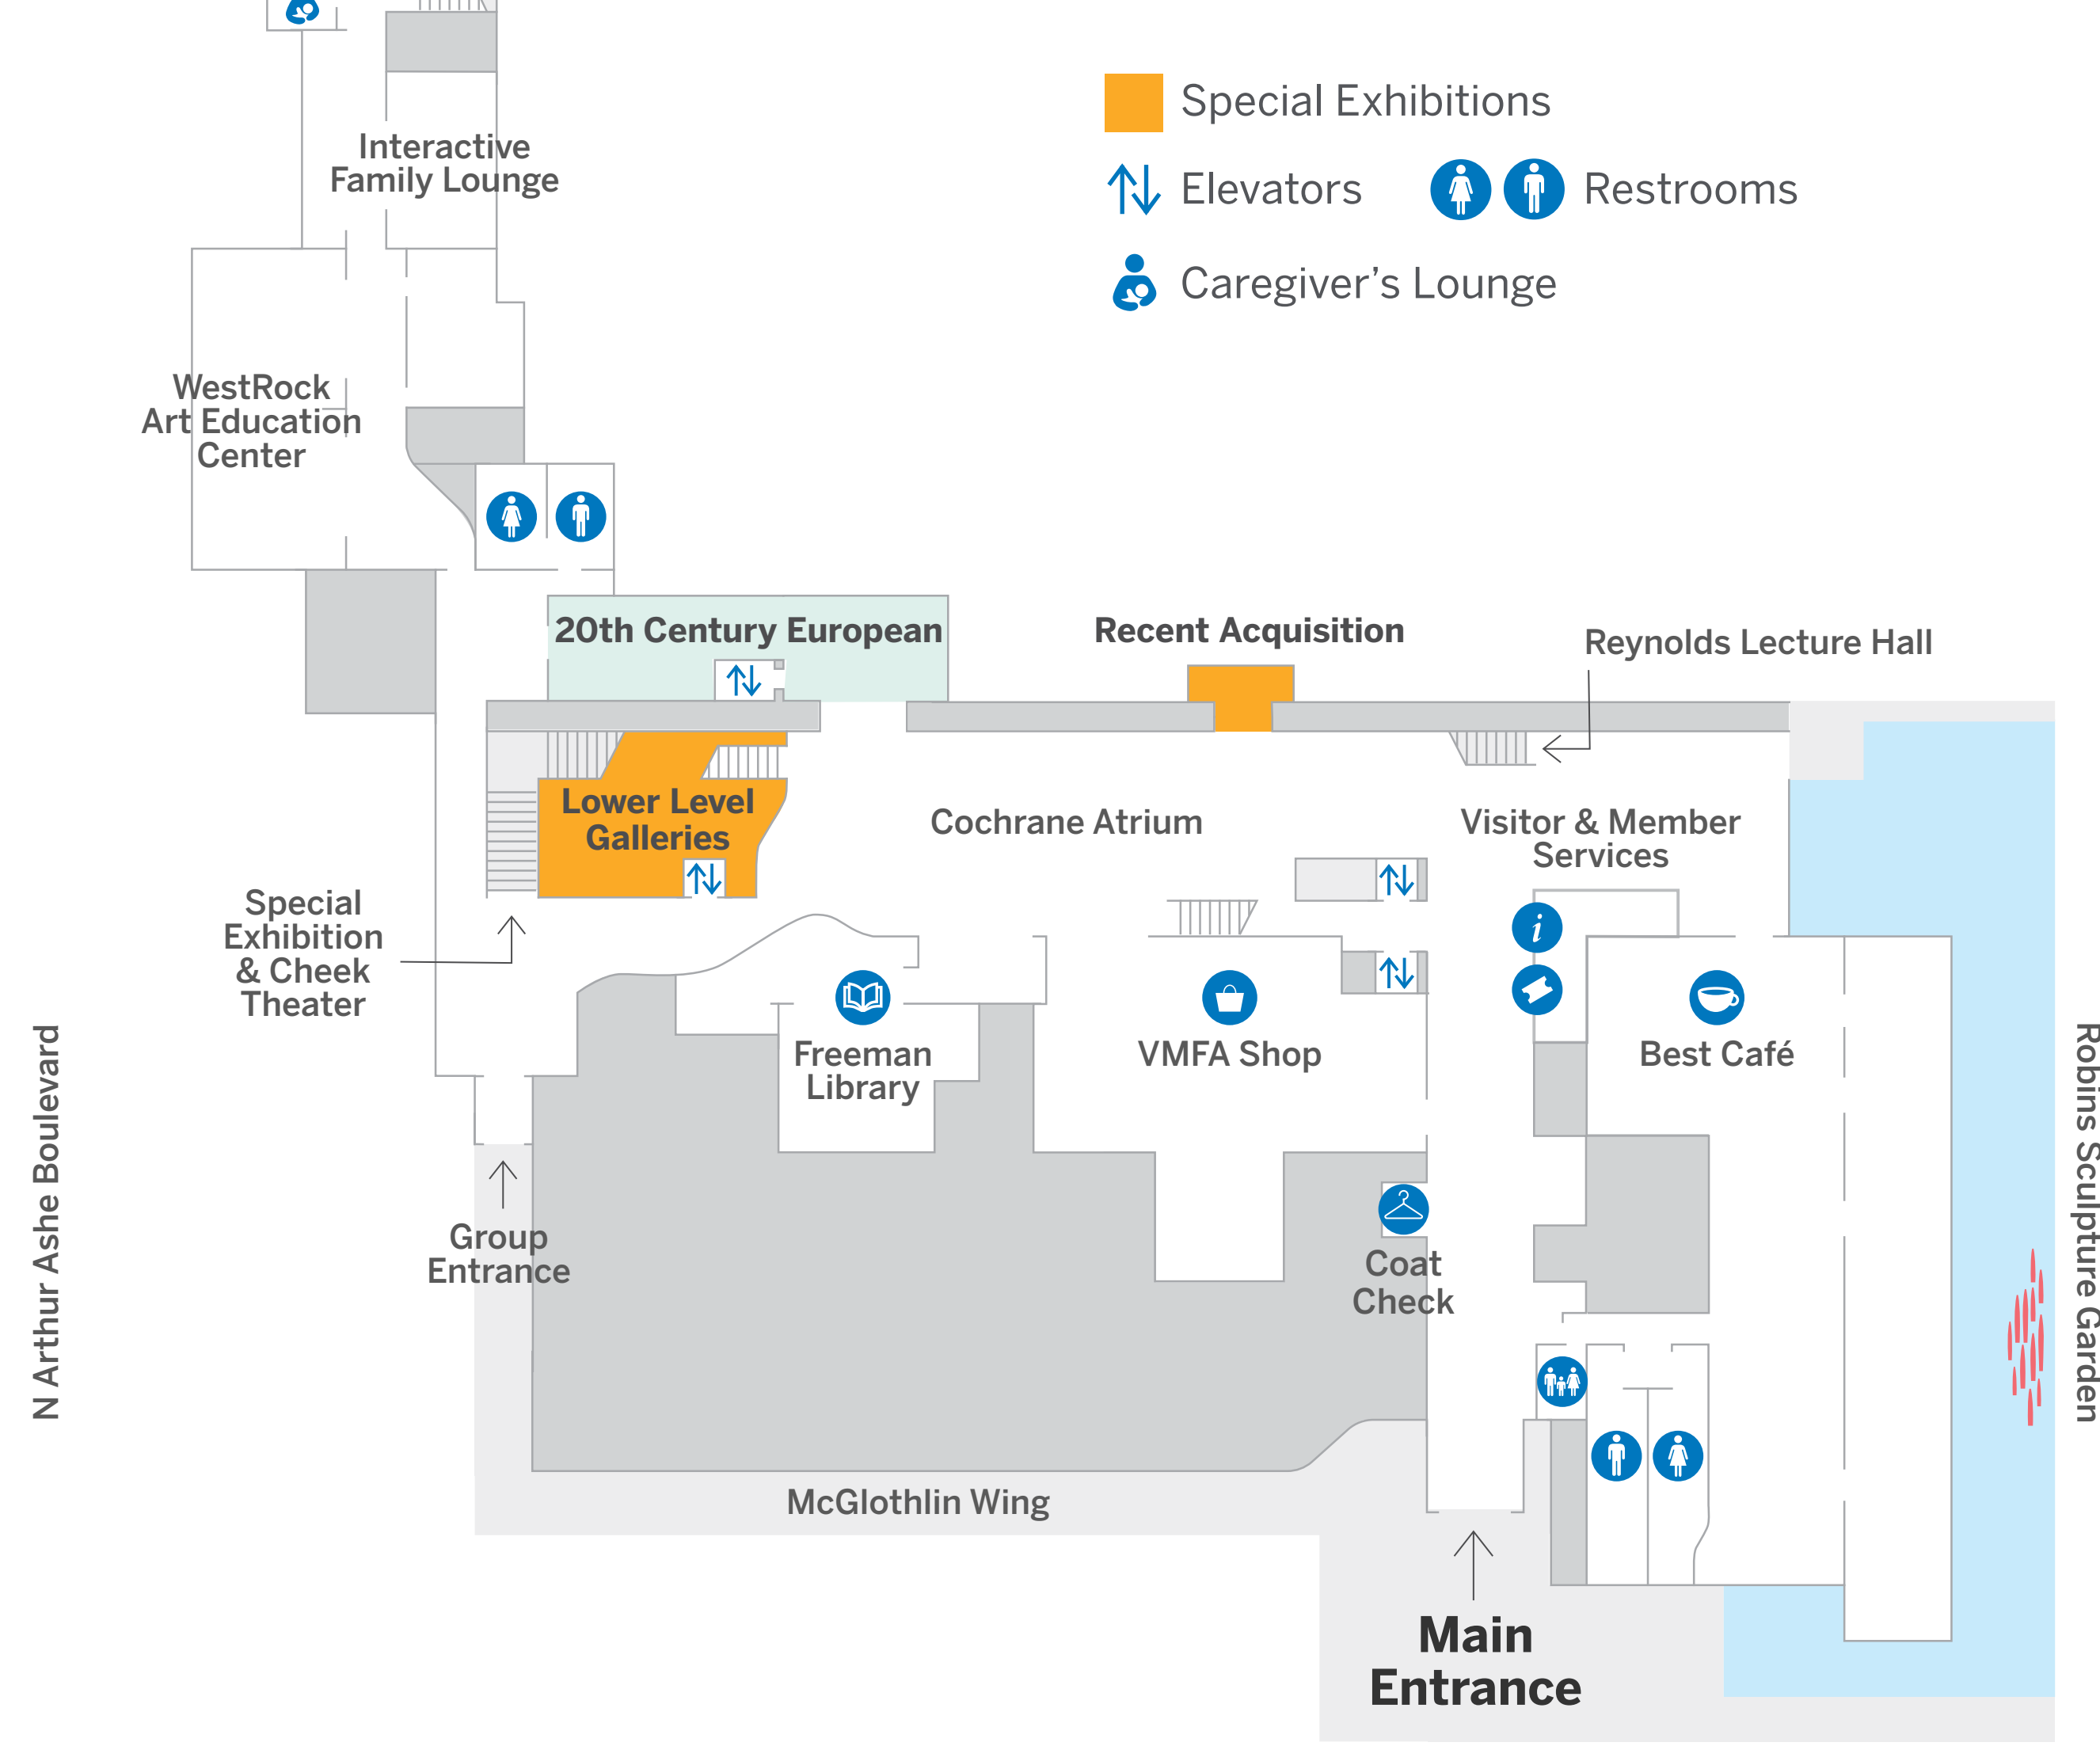 Special Exhibitions
Elevators
Restrooms
Caregiver’s Lounge
Interactive
Family Lounge
WestRock
Art Education
Center
20th Century European
Recent Acquisition
Reynolds Lecture Hall
Lower Level
Galleries
Cochrane Atrium
Visitor & Member
Services
Special
Exhibition
& Cheek
Theater
i
Freeman
Library
VMFA Shop
Best Café
N Arthur Ashe Boulevard
Robins Sculpture Garden
Group
Entrance
Coat
Check
McGlothlin Wing
Main
Entrance